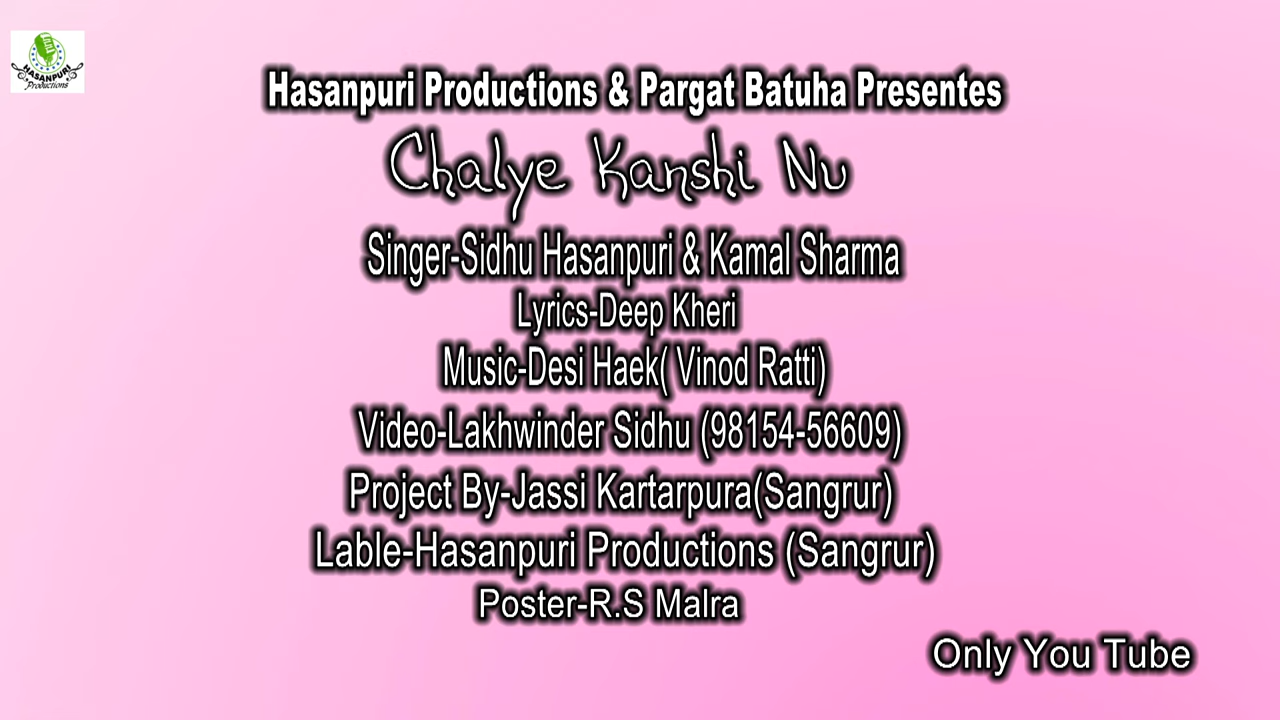 HASANPURI
Productions
Hasanpuri Productions & Pargat Batuha Presentes
Chalye Kanshi Nu
Singer-Sidhu Hasanpuri & Kamal Sharma
Lyrics-Deep Kheri
Music-Desi Haek( Vinod Ratti)
Video-Lakhwinder Sidhu (98154-56609)
Project By-Jassi Kartarpura(Sangrur)
Lable-Hasanpuri Productions (Sangrur)
Poster-R.S Malra
Only You Tube